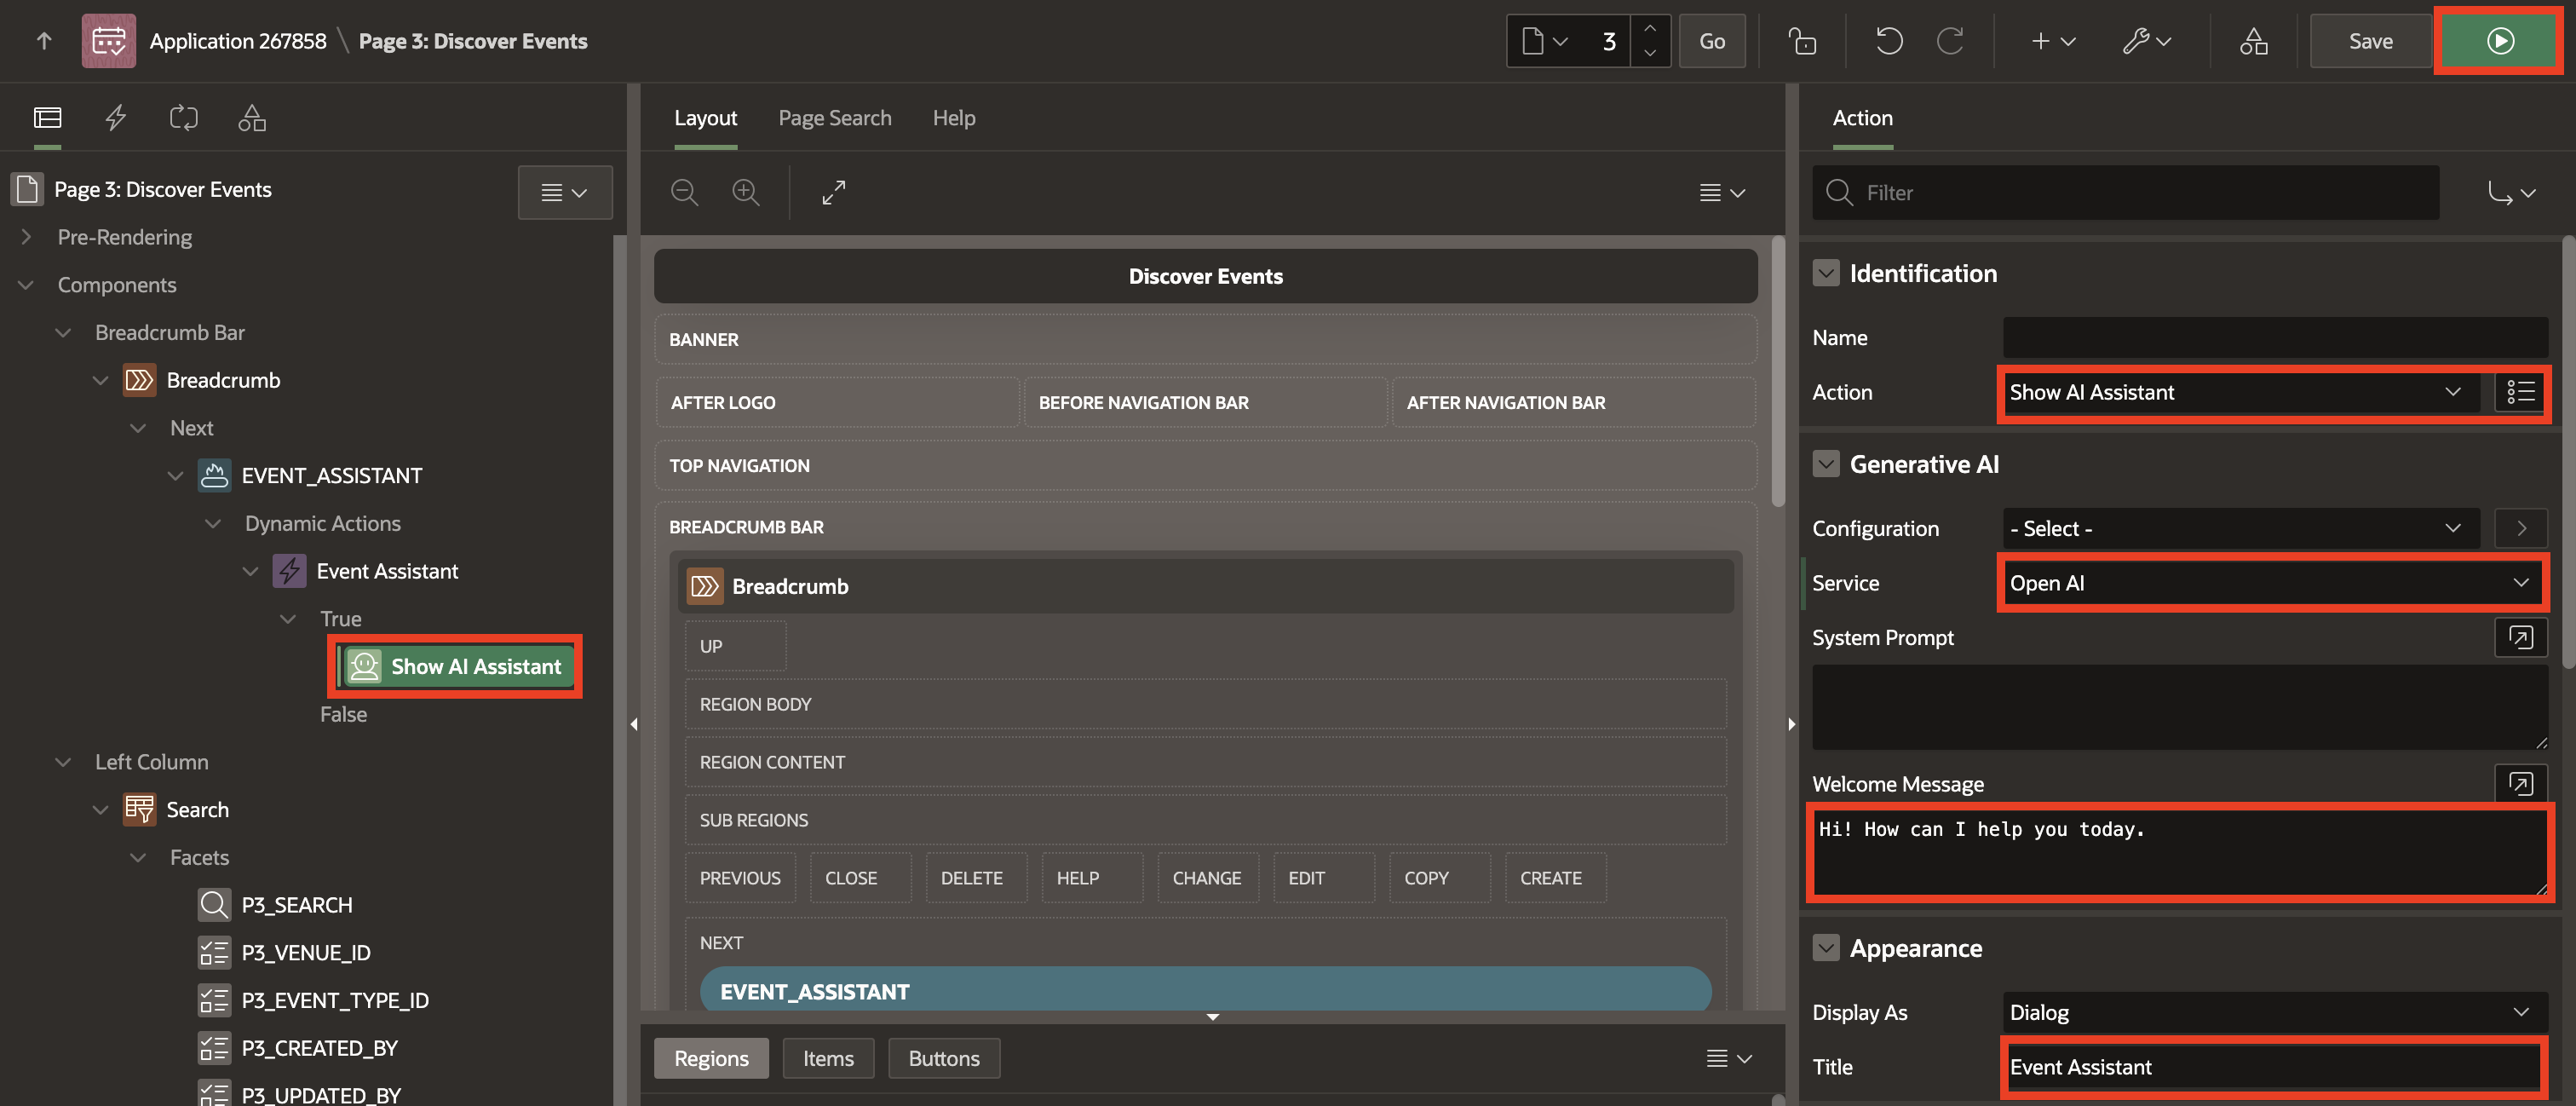 Application 267858 \ Page 3: Discover Events
3
Go
Save
Page 3: Discover Events
Pre-Rendering
Components
Breadcrumb Bar
Breadcrumb
Next
EVENT_ASSISTANT
Dynamic Actions
Event Assistant
True
Show AI Assistant
False
Left Column
Search
Facets
P3_SEARCH
P3_VENUE_ID
P3_EVENT_TYPE_ID
P3_CREATED_BY
P3_UPDATED_BY
Layout
Page Search
Help
Discover Events
BANNER
AFTER LOGO
BEFORE NAVIGATION BAR
AFTER NAVIGATION BAR
TOP NAVIGATION
BREADCRUMB BAR
Breadcrumb
UP
REGION BODY
REGION CONTENT
SUB REGIONS
PREVIOUS
CLOSE
DELETE
HELP
CHANGE
EDIT
COPY
CREATE
NEXT
EVENT_ASSISTANT
Regions
Items
Buttons
Action
Filter
Identification
Name
Action
Show AI Assistant
Generative AI
Configuration
- Select -
Service
Open AI
System Prompt
Welcome Message
Hi! How can I help you today.
Appearance
Display As
Dialog
Title
Event Assistant